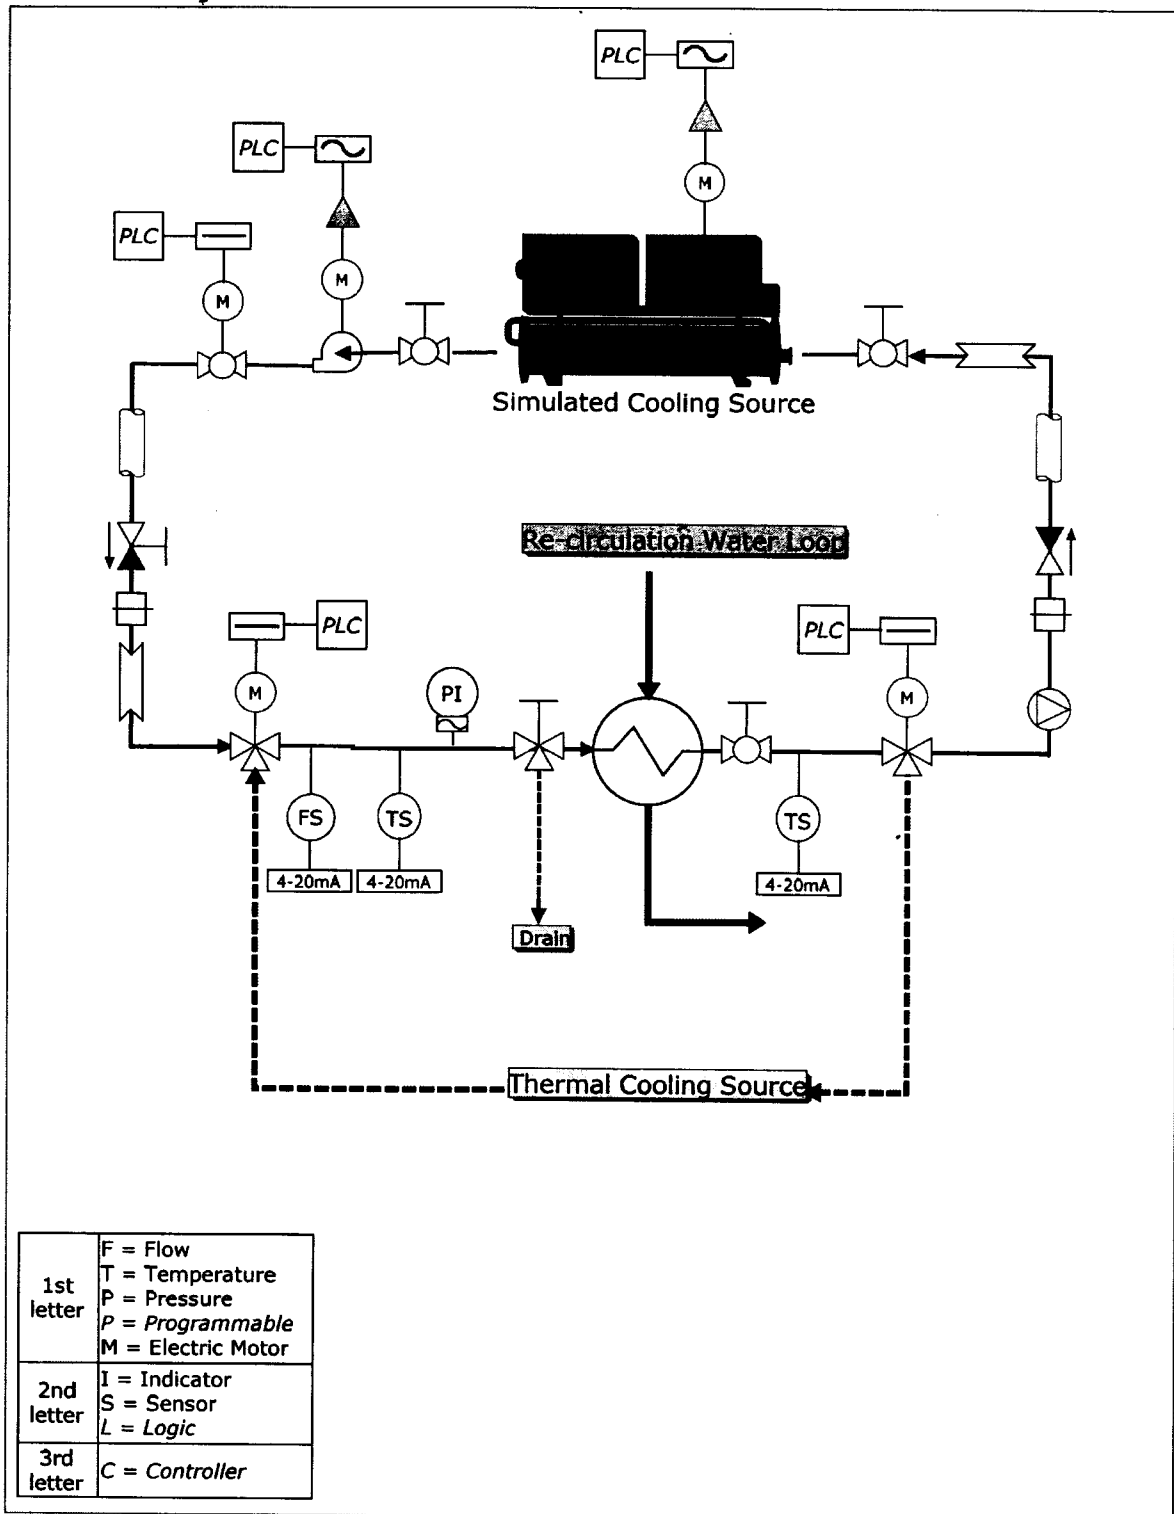 PLC
PLC
M
PLC
M
M
Simulated Cooling Source
Re-circulation Water Loop
PLC
PLC
M
PI
M
FS
TS
TS
4-20mA
4-20mA
4-20mA
Drain
Thermal Cooling Source
1st letter
F = Flow
T = Temperature
P = Pressure
P = Programmable
M = Electric Motor
2nd letter
I = Indicator
S = Sensor
L = Logic
3rd letter
C = Controller